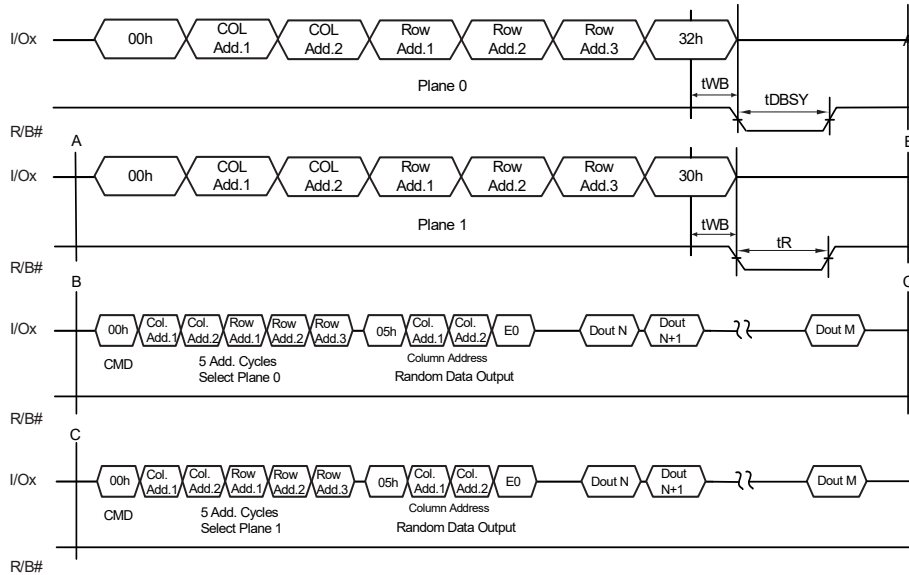 I/Ox 00h COL Add.1 COL Add.2 Row Add.1 Row Add.2 Row Add.3 32h A
Plane 0 tWB tDBSY
R/B#
A B
I/Ox 00h COL Add.1 COL Add.2 Row Add.1 Row Add.2 Row Add.3 30h
Plane 1 tWB tR
R/B#
B C
I/Ox 00h Col. Add.1 Col. Add.2 Row Add.1 Row Add.2 Row Add.3 05h Col. Add.1 Col. Add.2 E0 Dout N Dout N+1 Dout M
CMD 5 Add. Cycles Column Address
Select Plane 0 Random Data Output
R/B#
C
I/Ox 00h Col. Add.1 Col. Add.2 Row Add.1 Row Add.2 Row Add.3 05h Col. Add.1 Col. Add.2 E0 Dout N Dout N+1 Dout M
CMD 5 Add. Cycles Column Address
Select Plane 1 Random Data Output
R/B#